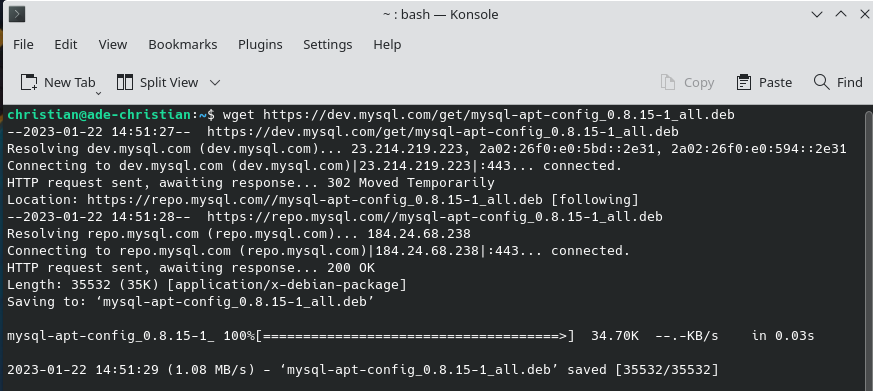 ~ : bash — Konsole
File Edit View Bookmarks Plugins Settings Help
New Tab Split View Copy Paste Find
christian@ade-christian:~$ wget https://dev.mysql.com/get/mysql-apt-config_0.8.15-1_all.deb
--2023-01-22 14:51:27--  https://dev.mysql.com/get/mysql-apt-config_0.8.15-1_all.deb
Resolving dev.mysql.com (dev.mysql.com)... 23.214.219.223, 2a02:26f0:e0:5bd::2e31, 2a02:26f0:e0:594::2e31
Connecting to dev.mysql.com (dev.mysql.com)|23.214.219.223|:443... connected.
HTTP request sent, awaiting response... 302 Moved Temporarily
Location: https://repo.mysql.com//mysql-apt-config_0.8.15-1_all.deb [following]
--2023-01-22 14:51:28--  https://repo.mysql.com//mysql-apt-config_0.8.15-1_all.deb
Resolving repo.mysql.com (repo.mysql.com)... 184.24.68.238
Connecting to repo.mysql.com (repo.mysql.com)|184.24.68.238|:443... connected.
HTTP request sent, awaiting response... 200 OK
Length: 35532 (35K) [application/x-debian-package]
Saving to: ‘mysql-apt-config_0.8.15-1_all.deb’
mysql-apt-config_0.8.15-1_ 100%[=====================================>]  34.70K  --.-KB/s    in 0.03s
2023-01-22 14:51:29 (1.08 MB/s) - ‘mysql-apt-config_0.8.15-1_all.deb’ saved [35532/35532]